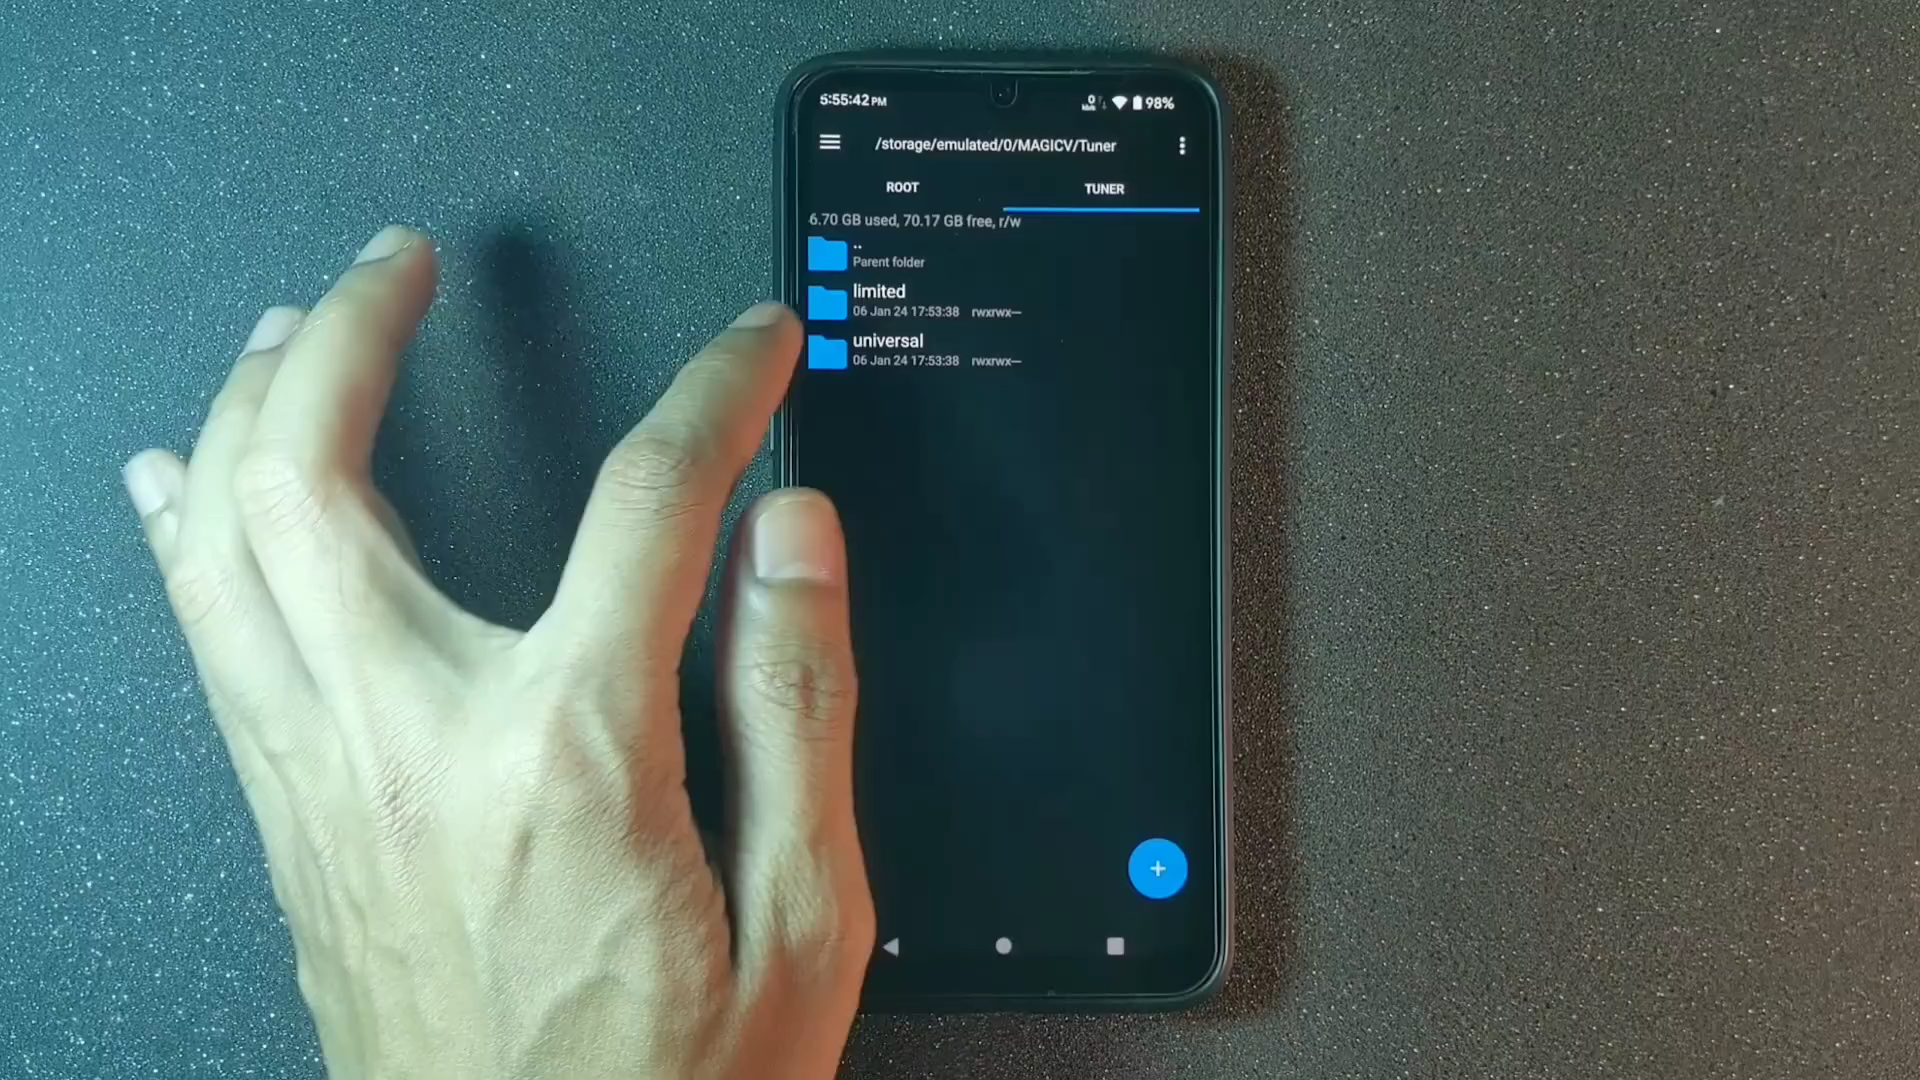 5:55:42 PM
98%
/storage/emulated/0/MAGICV/Tuner
ROOT
TUNER
6.70 GB used, 70.17 GB free, r/w
..
Parent folder
limited
06 Jan 24 17:53:38 rwxrwx—
universal
06 Jan 24 17:53:38 rwxrwx—